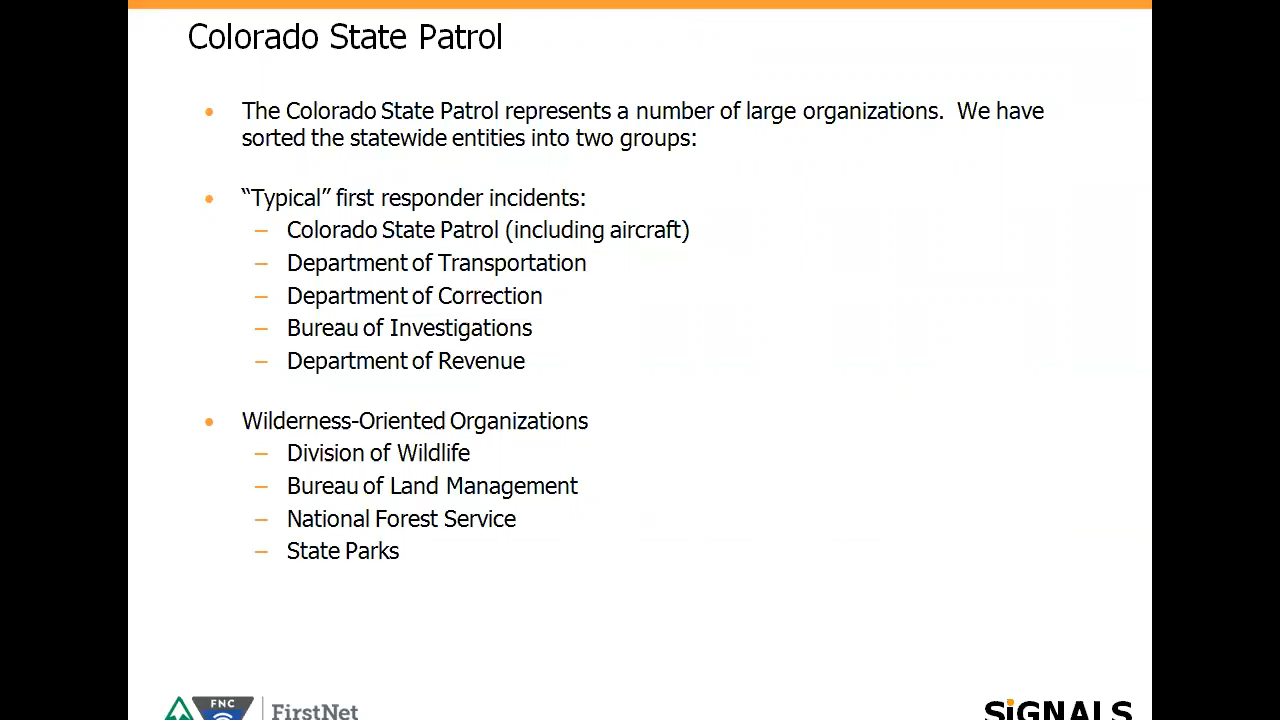 Colorado State Patrol
• The Colorado State Patrol represents a number of large organizations.  We have
sorted the statewide entities into two groups:
• “Typical” first responder incidents:
– Colorado State Patrol (including aircraft)
– Department of Transportation
– Department of Correction
– Bureau of Investigations
– Department of Revenue
• Wilderness-Oriented Organizations
– Division of Wildlife
– Bureau of Land Management
– National Forest Service
– State Parks
FNC
FirstNet
SiGNALS